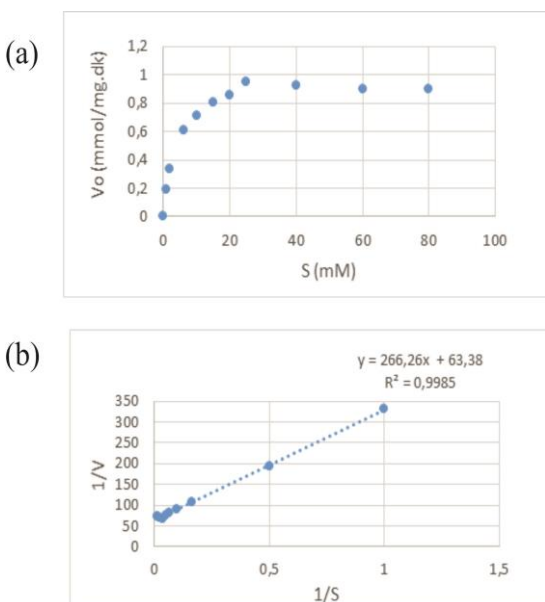 (a)
1,2
1
0,8
0,6
0,4
0,2
0
Vo (mmol/mg.dk)
0 20 40 60 80 100
S (mM)
(b)
y = 266,26x + 63,38
R² = 0,9985
350
300
250
200
150
100
50
0
1/V
0 0,5 1 1,5
1/S